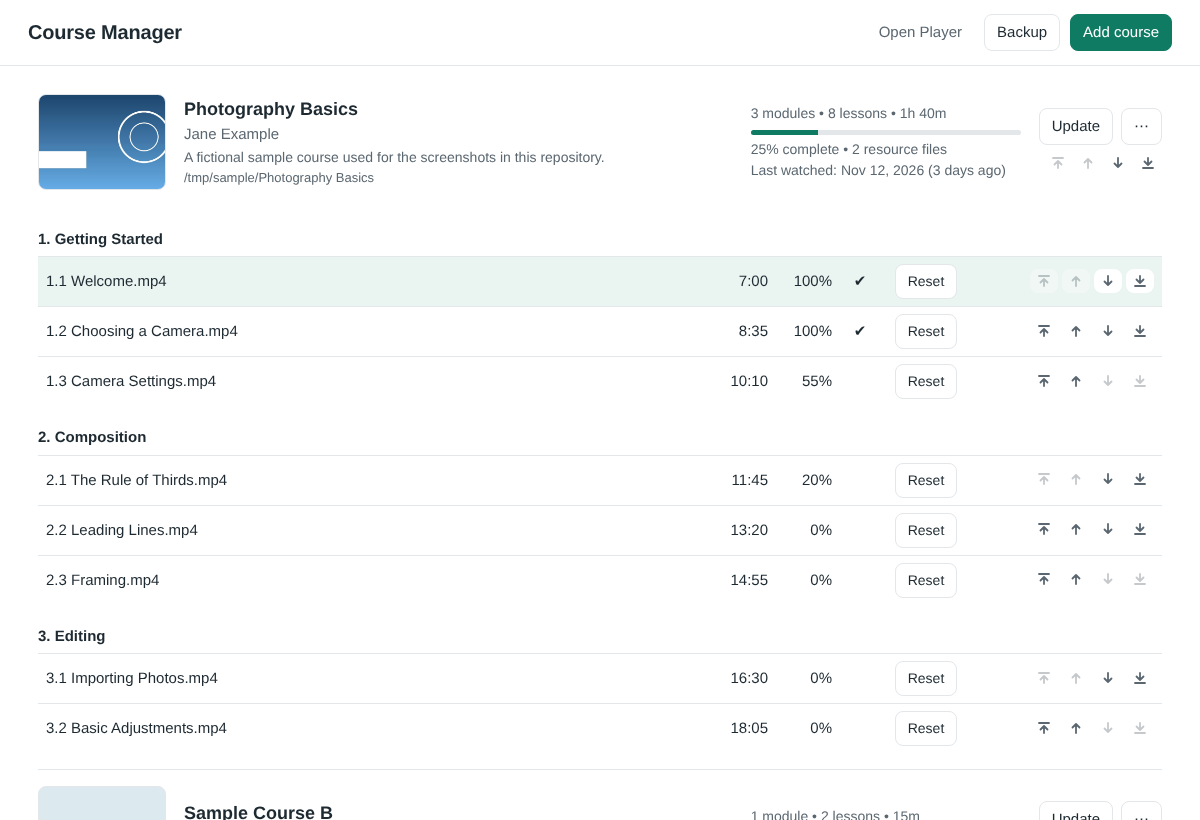 Course Manager
Open Player
Backup
Add course
Photography Basics
Jane Example
A fictional sample course used for the screenshots in this repository.
/tmp/sample/Photography Basics
3 modules • 8 lessons • 1h 40m
25% complete • 2 resource files
Last watched: Nov 12, 2026 (3 days ago)
Update
...
1. Getting Started
1.1 Welcome.mp4 7:00 100% ✔ Reset
1.2 Choosing a Camera.mp4 8:35 100% ✔ Reset
1.3 Camera Settings.mp4 10:10 55% Reset
2. Composition
2.1 The Rule of Thirds.mp4 11:45 20% Reset
2.2 Leading Lines.mp4 13:20 0% Reset
2.3 Framing.mp4 14:55 0% Reset
3. Editing
3.1 Importing Photos.mp4 16:30 0% Reset
3.2 Basic Adjustments.mp4 18:05 0% Reset
Sample Course B
1 module • 2 lessons • 15m
Update
...